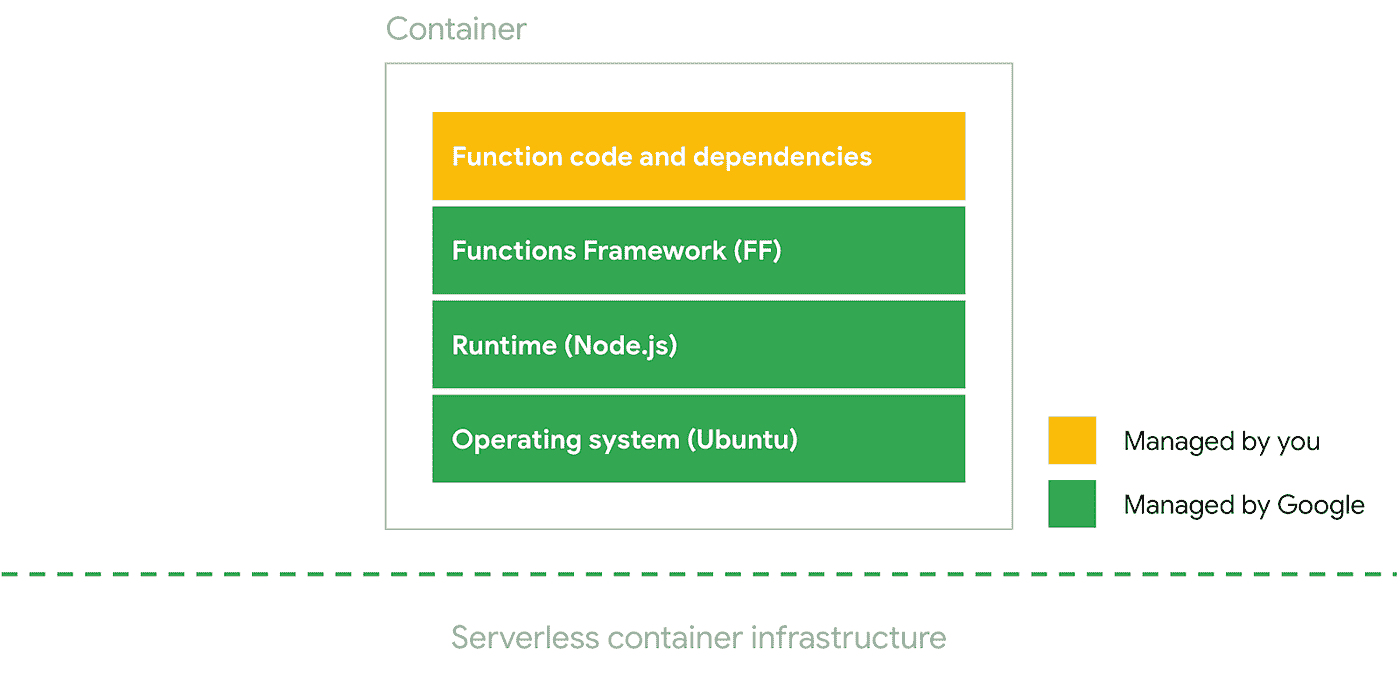 Container
Function code and dependencies
Functions Framework (FF)
Runtime (Node.js)
Operating system (Ubuntu)
Managed by you
Managed by Google
Serverless container infrastructure